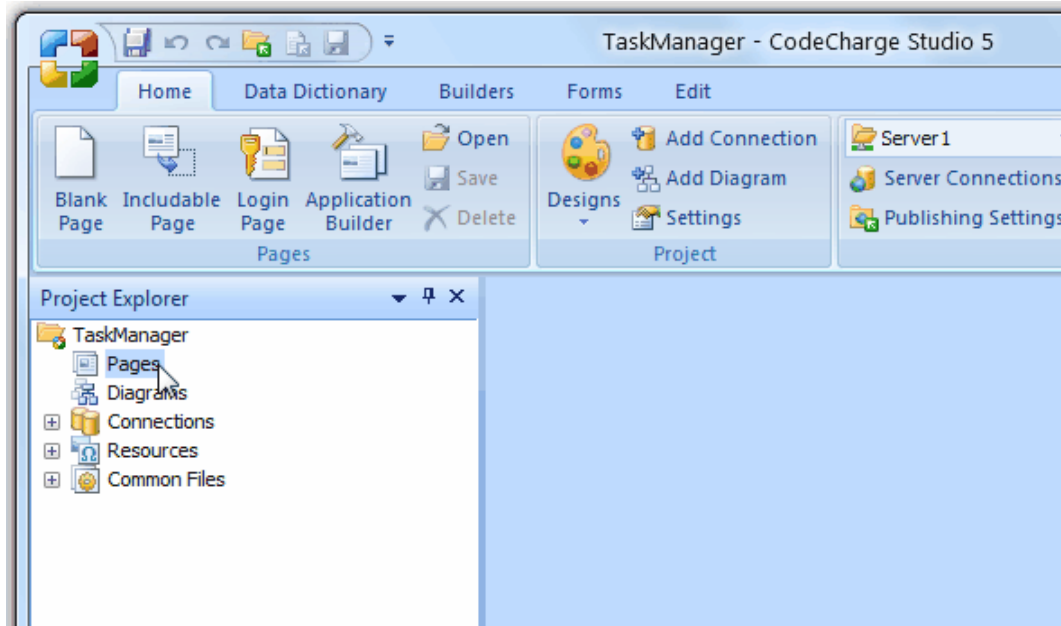 TaskManager - CodeCharge Studio 5
Home Data Dictionary Builders Forms Edit
Blank Page
Includable Page
Login Page
Application Builder
Open
Save
Delete
Pages
Designs
Add Connection
Add Diagram
Settings
Project
Server1
Server Connections
Publishing Settings
Project Explorer
TaskManager
Pages
Diagrams
Connections
Resources
Common Files